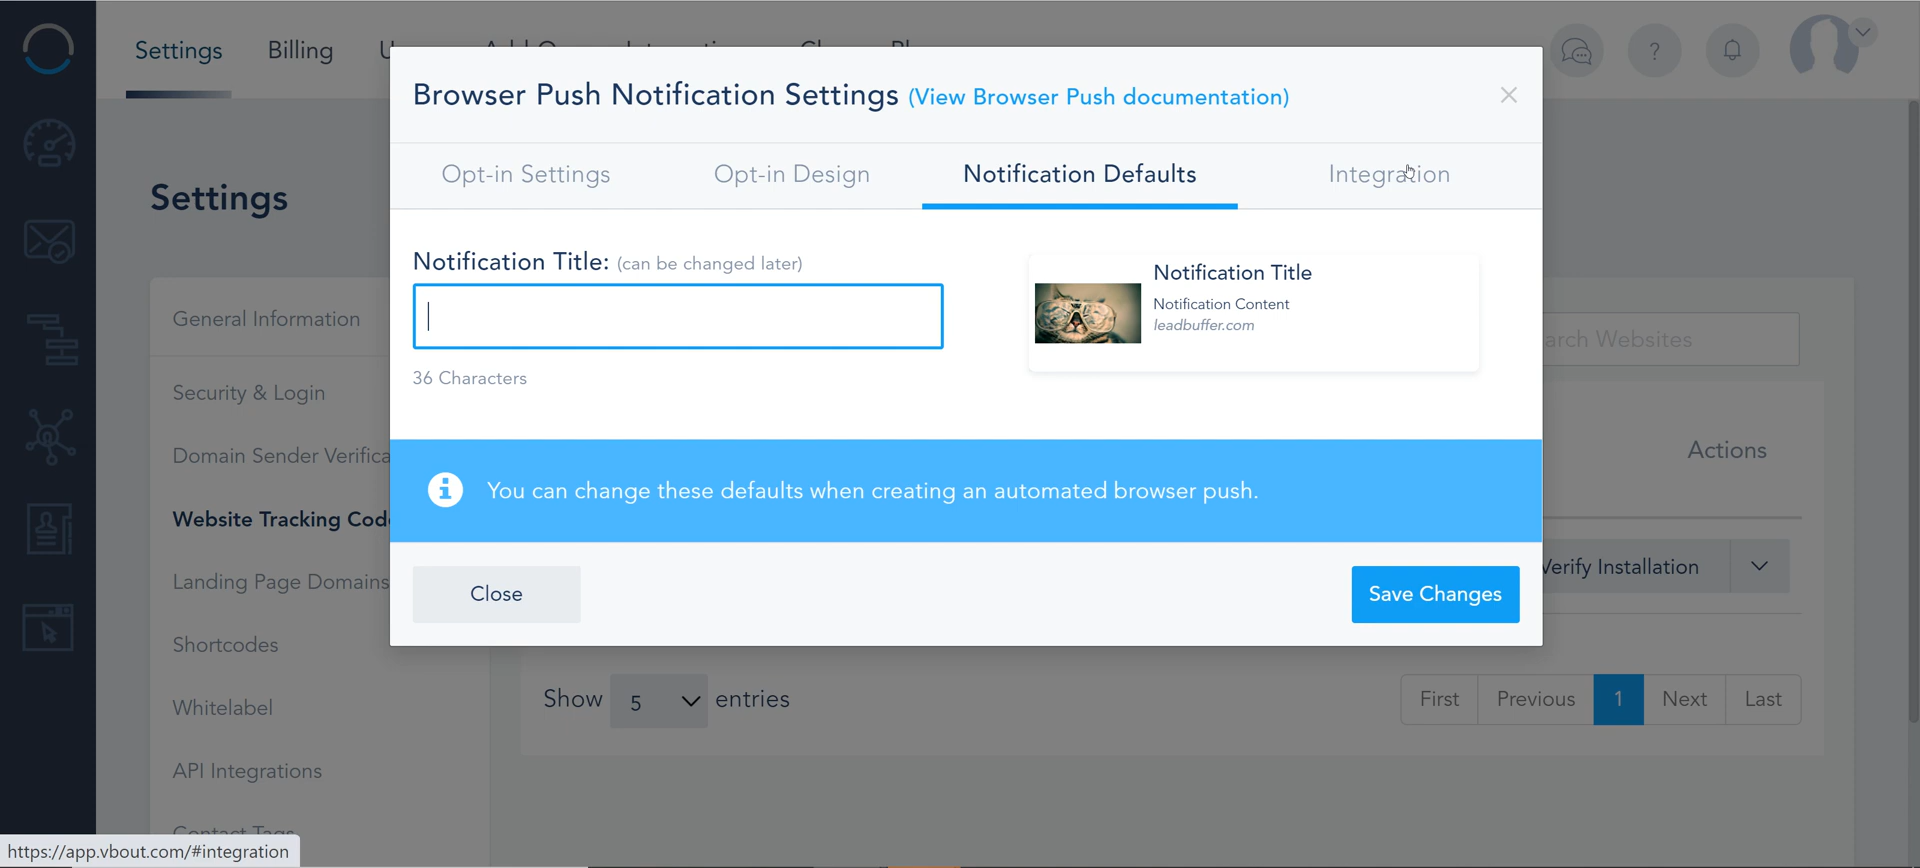 Settings
Billing
Browser Push Notification Settings (View Browser Push documentation)
Opt-in Settings
Opt-in Design
Notification Defaults
Integration
Settings
Notification Title: (can be changed later)
36 Characters
Notification Title
Notification Content
leadbuffer.com
General Information
Security & Login
Domain Sender Verifica
Website Tracking Code
Landing Page Domains
Shortcodes
Whitelabel
API Integrations
Contact Tags
arch Websites
Actions
You can change these defaults when creating an automated browser push.
Verify Installation
Close
Save Changes
Show 5 entries
First
Previous
1
Next
Last
https://app.vbout.com/#integration